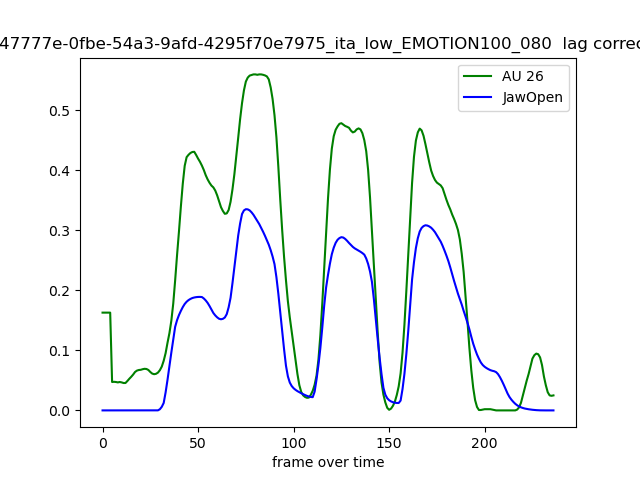 47777e-0fbe-54a3-9afd-4295f70e7975_ita_low_EMOTION100_080 lag correc
AU 26
JawOpen
0.5
0.4
0.3
0.2
0.1
0.0
0 50 100 150 200
frame over time